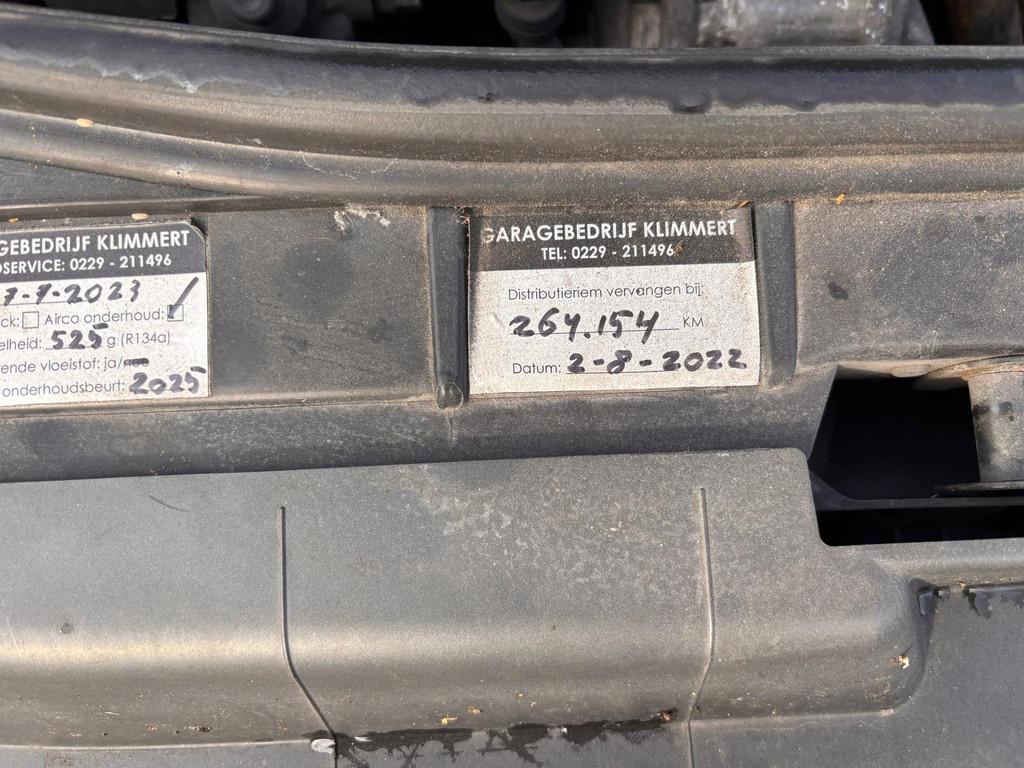 GEBEDRIJF KLIMMERT
OSERVICE: 0229 - 211496
7-7-2023
ck: Airco onderhoud:
elheid: 525 g (R134a)
rende vloeistof: ja/nee
onderhoudsbeurt: 2025
GARAGEBEDRIJF KLIMMERT
TEL: 0229 - 211496
Distributieriem vervangen bij:
264.154 KM
Datum: 2-8-2022